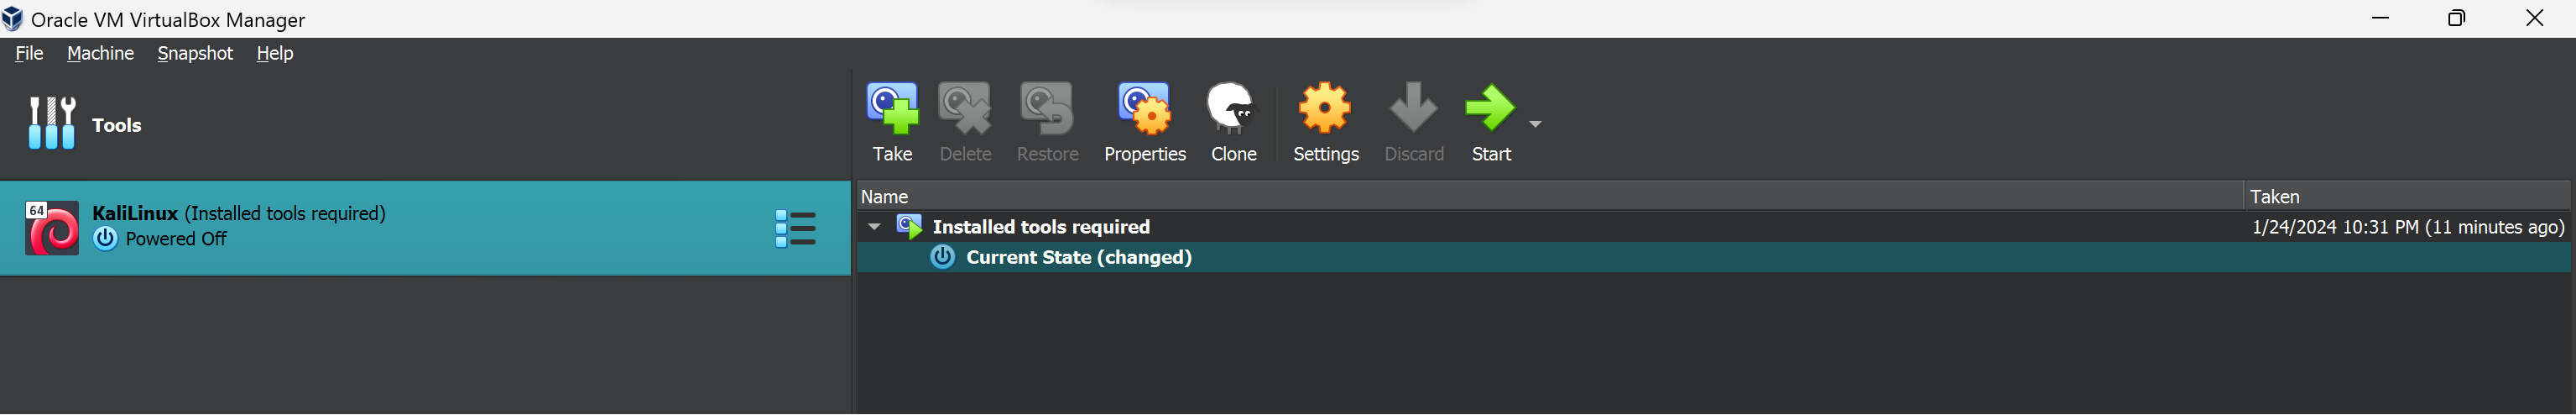 Oracle VM VirtualBox Manager
File Machine Snapshot Help
Tools
Take Delete Restore Properties Clone Settings Discard Start
64
KaliLinux (Installed tools required)
Powered Off
Name Taken
Installed tools required 1/24/2024 10:31 PM (11 minutes ago)
Current State (changed)